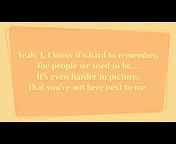 Yeah, I, I know it's hard to remember,
The people we used to be...
It's even harder to picture,
That you're not here next to me.